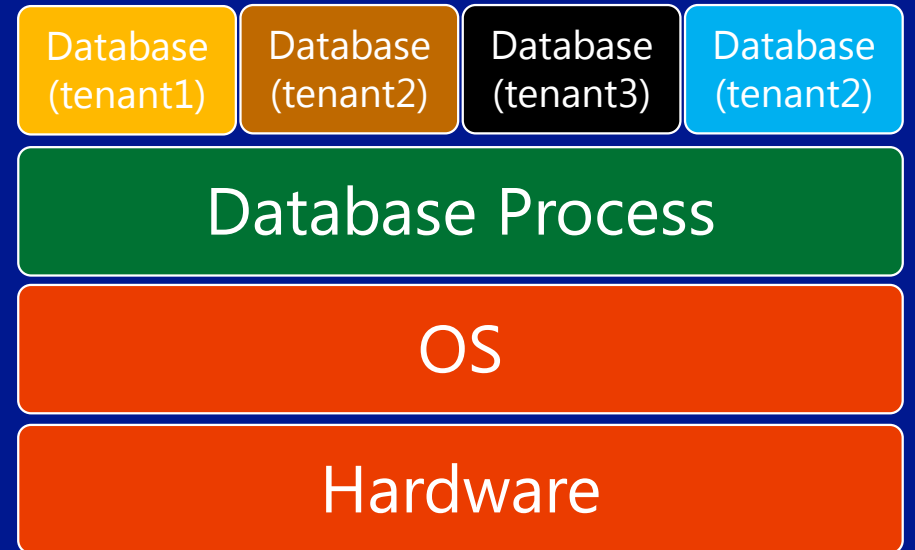 Database
(tenant1)
Database
(tenant2)
Database
(tenant3)
Database
(tenant2)
Database Process
OS
Hardware